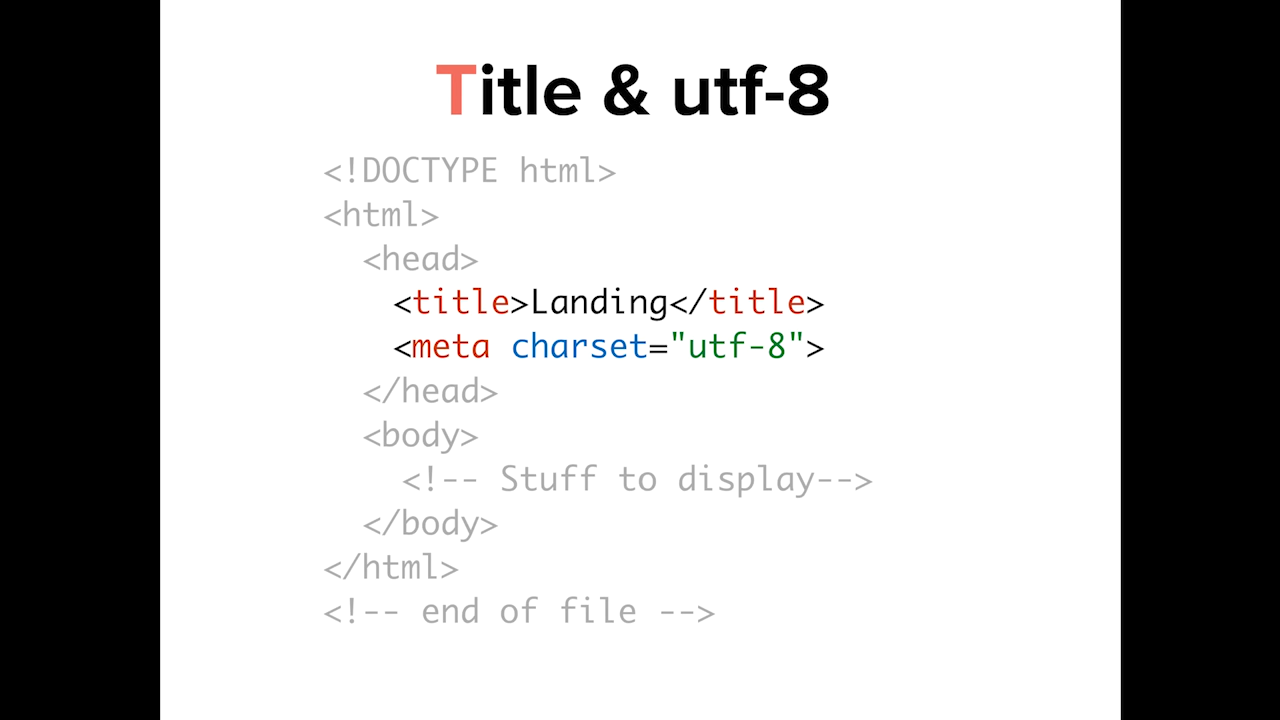 Title & utf-8
<!DOCTYPE html>
<html>
<head>
<title>Landing</title>
<meta charset="utf-8">
</head>
<body>
<!-- Stuff to display-->
</body>
</html>
<!-- end of file -->